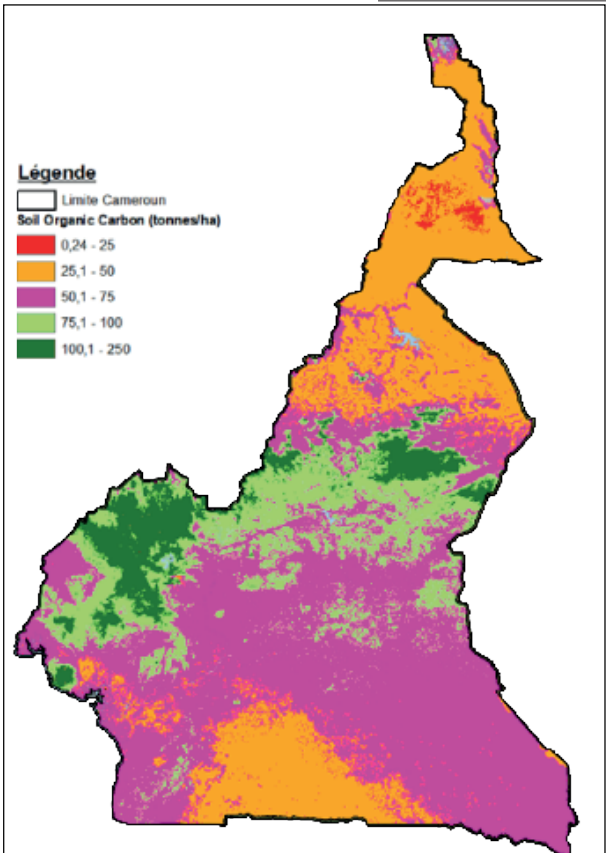 Légende
Limite Cameroun
Soil Organic Carbon (tonnes/ha)
0,24 - 25
25,1 - 50
50,1 - 75
75,1 - 100
100,1 - 250